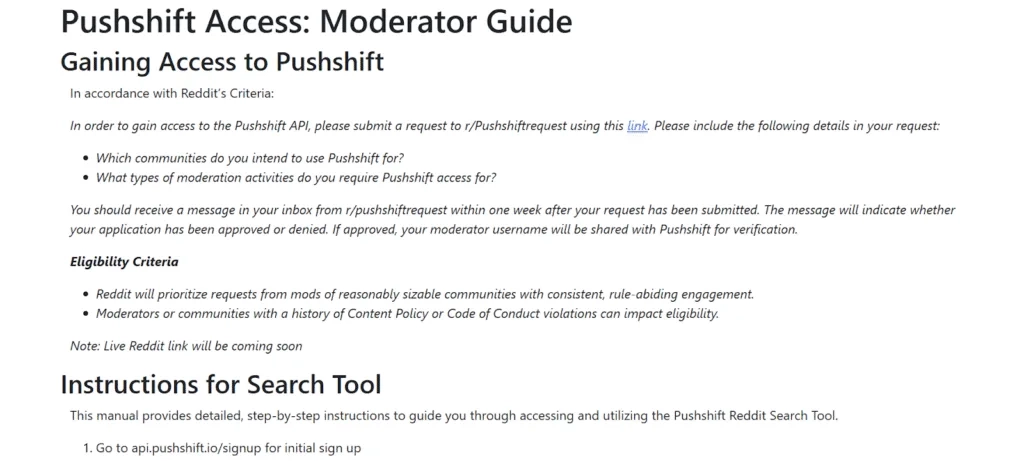 Pushshift Access: Moderator Guide
Gaining Access to Pushshift
In accordance with Reddit's Criteria:
In order to gain access to the Pushshift API, please submit a request to r/Pushshiftrequest using this link. Please include the following details in your request:
• Which communities do you intend to use Pushshift for?
• What types of moderation activities do you require Pushshift access for?
You should receive a message in your inbox from r/pushshiftrequest within one week after your request has been submitted. The message will indicate whether
your application has been approved or denied. If approved, your moderator username will be shared with Pushshift for verification.
Eligibility Criteria
• Reddit will prioritize requests from mods of reasonably sizable communities with consistent, rule-abiding engagement.
• Moderators or communities with a history of Content Policy or Code of Conduct violations can impact eligibility.
Note: Live Reddit link will be coming soon
Instructions for Search Tool
This manual provides detailed, step-by-step instructions to guide you through accessing and utilizing the Pushshift Reddit Search Tool.
1. Go to api.pushshift.io/signup for initial sign up